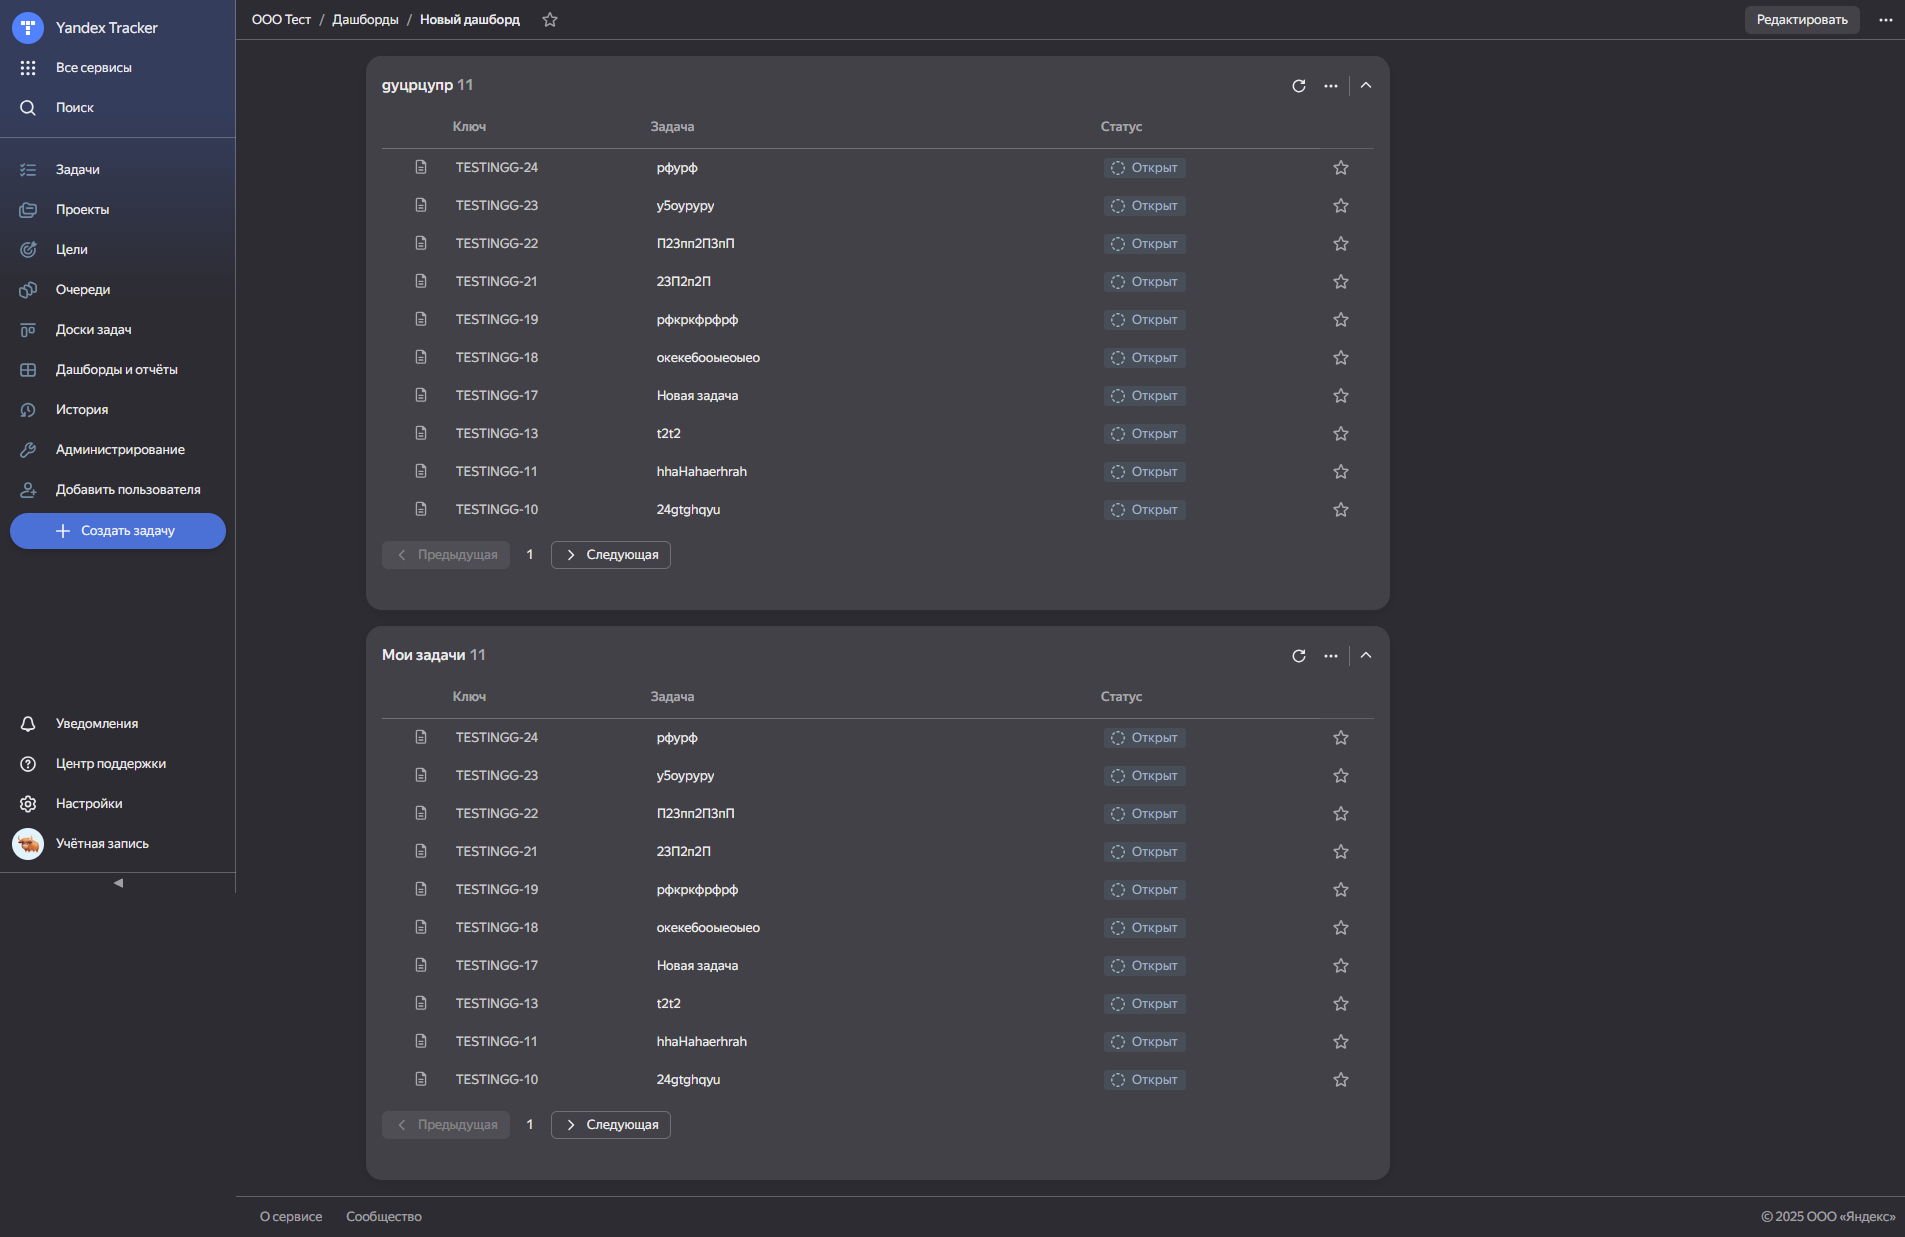 Yandex Tracker
Все сервисы
Поиск
Задачи
Проекты
Цели
Очереди
Доски задач
Дашборды и отчёты
История
Администрирование
Добавить пользователя
Создать задачу
Уведомления
Центр поддержки
Настройки
Учётная запись
ООО Тест / Дашборды / Новый дашборд
Редактировать
дуцрцупр 11
Ключ Задача Статус
TESTINGG-24 рфурф Открыт
TESTINGG-23 у5оуруру Открыт
TESTINGG-22 П23пп2П3пП Открыт
TESTINGG-21 23П2п2П Открыт
TESTINGG-19 рфкркфрфрф Открыт
TESTINGG-18 океке6ооыеоыео Открыт
TESTINGG-17 Новая задача Открыт
TESTINGG-13 t2t2 Открыт
TESTINGG-11 hhaHahaerhrah Открыт
TESTINGG-10 24gtghqyu Открыт
Предыдущая 1 Следующая
Мои задачи 11
Ключ Задача Статус
TESTINGG-24 рфурф Открыт
TESTINGG-23 у5оуруру Открыт
TESTINGG-22 П23пп2П3пП Открыт
TESTINGG-21 23П2п2П Открыт
TESTINGG-19 рфкркфрфрф Открыт
TESTINGG-18 океке6ооыеоыео Открыт
TESTINGG-17 Новая задача Открыт
TESTINGG-13 t2t2 Открыт
TESTINGG-11 hhaHahaerhrah Открыт
TESTINGG-10 24gtghqyu Открыт
Предыдущая 1 Следующая
О сервисе Сообщество © 2025 ООО «Яндекс»